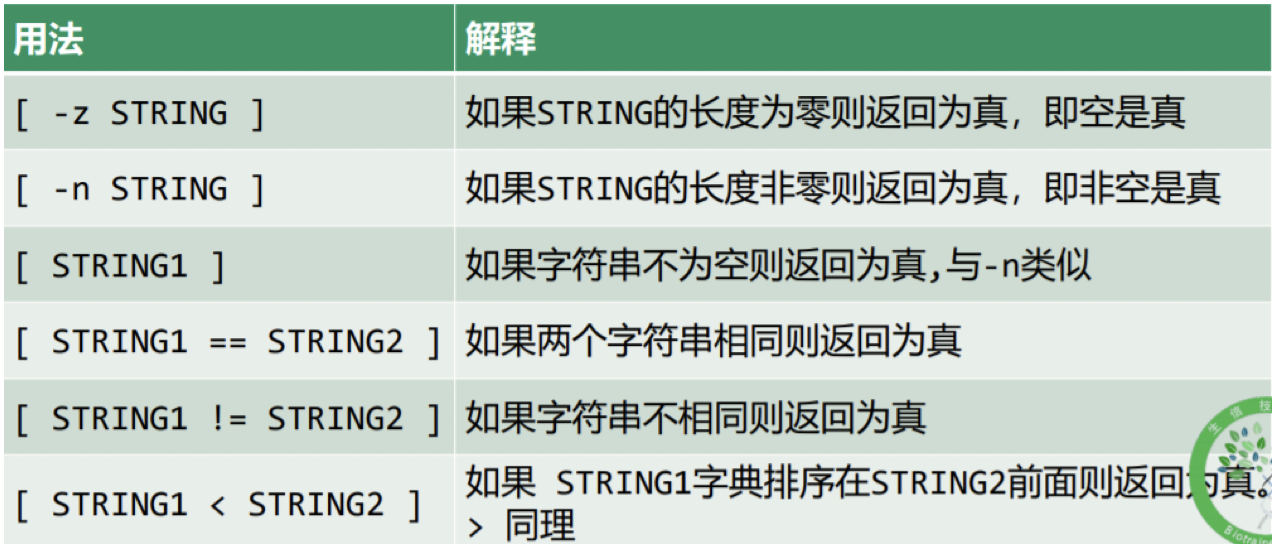 用法 解释
[ -z STRING ] 如果STRING的长度为零则返回为真，即空是真
[ -n STRING ] 如果STRING的长度非零则返回为真，即非空是真
[ STRING1 ] 如果字符串不为空则返回为真,与-n类似
[ STRING1 == STRING2 ] 如果两个字符串相同则返回为真
[ STRING1 != STRING2 ] 如果字符串不相同则返回为真
[ STRING1 < STRING2 ] 如果 STRING1字典排序在STRING2前面则返回为真。
> 同理
生信技
Biotrain